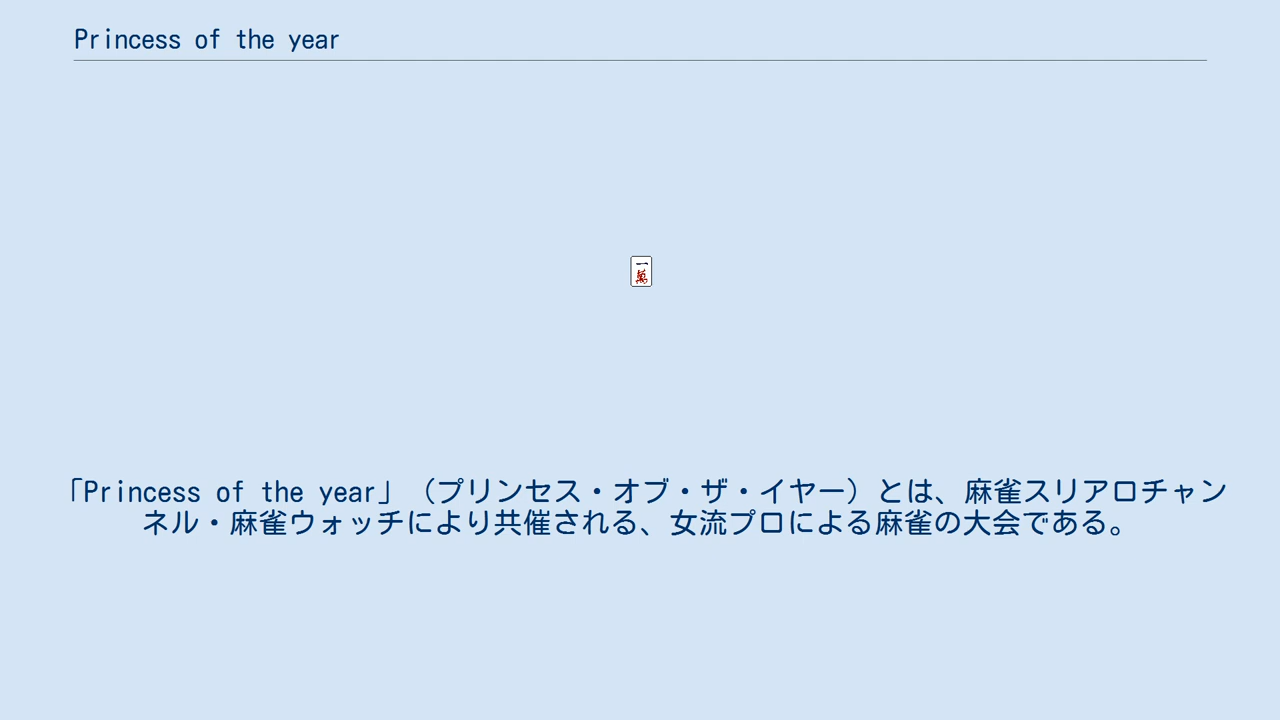 Princess of the year
一
萬
「Princess of the year」（プリンセス・オブ・ザ・イヤー）とは、麻雀スリアロチャン
ネル・麻雀ウォッチにより共催される、女流プロによる麻雀の大会である。